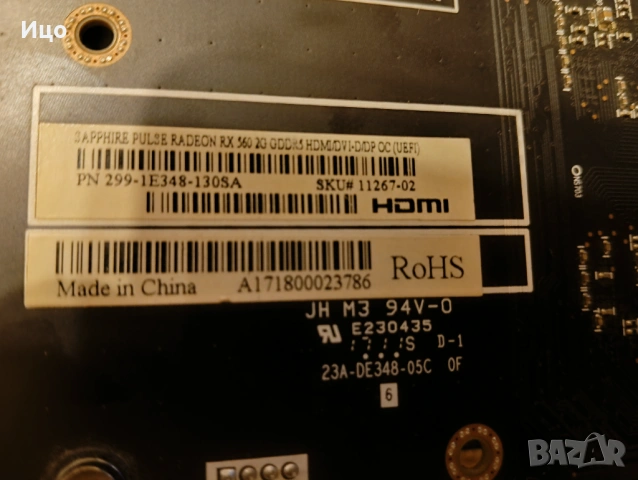 Ицо
SAPPHIRE PULSE RADEON RX 560 2G GDDR5 HDMI/DVI-D/DP OC (UEFI)
PN 299-1E348-130SA SKU# 11267-02
HDMI
Made in China A171800023786 RoHS
JH M3 94V-0
E230435
1711S D-1
23A-DE348-05C 0F
6
BAZAR